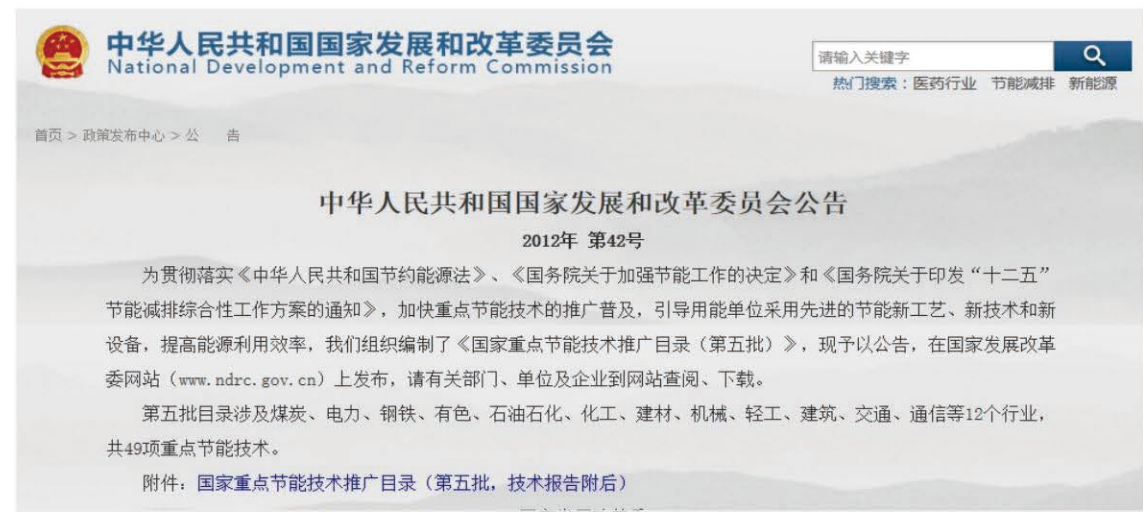 中华人民共和国国家发展和改革委员会
National Development and Reform Commission
请输入关键字
热门搜索：医药行业 节能减排 新能源
首页 > 政策发布中心 > 公 告
中华人民共和国国家发展和改革委员会公告
2012年 第42号
为贯彻落实《中华人民共和国节约能源法》、《国务院关于加强节能工作的决定》和《国务院关于印发“十二五”
节能减排综合性工作方案的通知》，加快重点节能技术的推广普及，引导用能单位采用先进的节能新工艺、新技术和新
设备，提高能源利用效率，我们组织编制了《国家重点节能技术推广目录（第五批）》，现予以公告，在国家发展改革
委网站（www.ndrc.gov.cn）上发布，请有关部门、单位及企业到网站查阅、下载。
第五批目录涉及煤炭、电力、钢铁、有色、石油石化、化工、建材、机械、轻工、建筑、交通、通信等12个行业，
共49项重点节能技术。
附件：国家重点节能技术推广目录（第五批，技术报告附后）